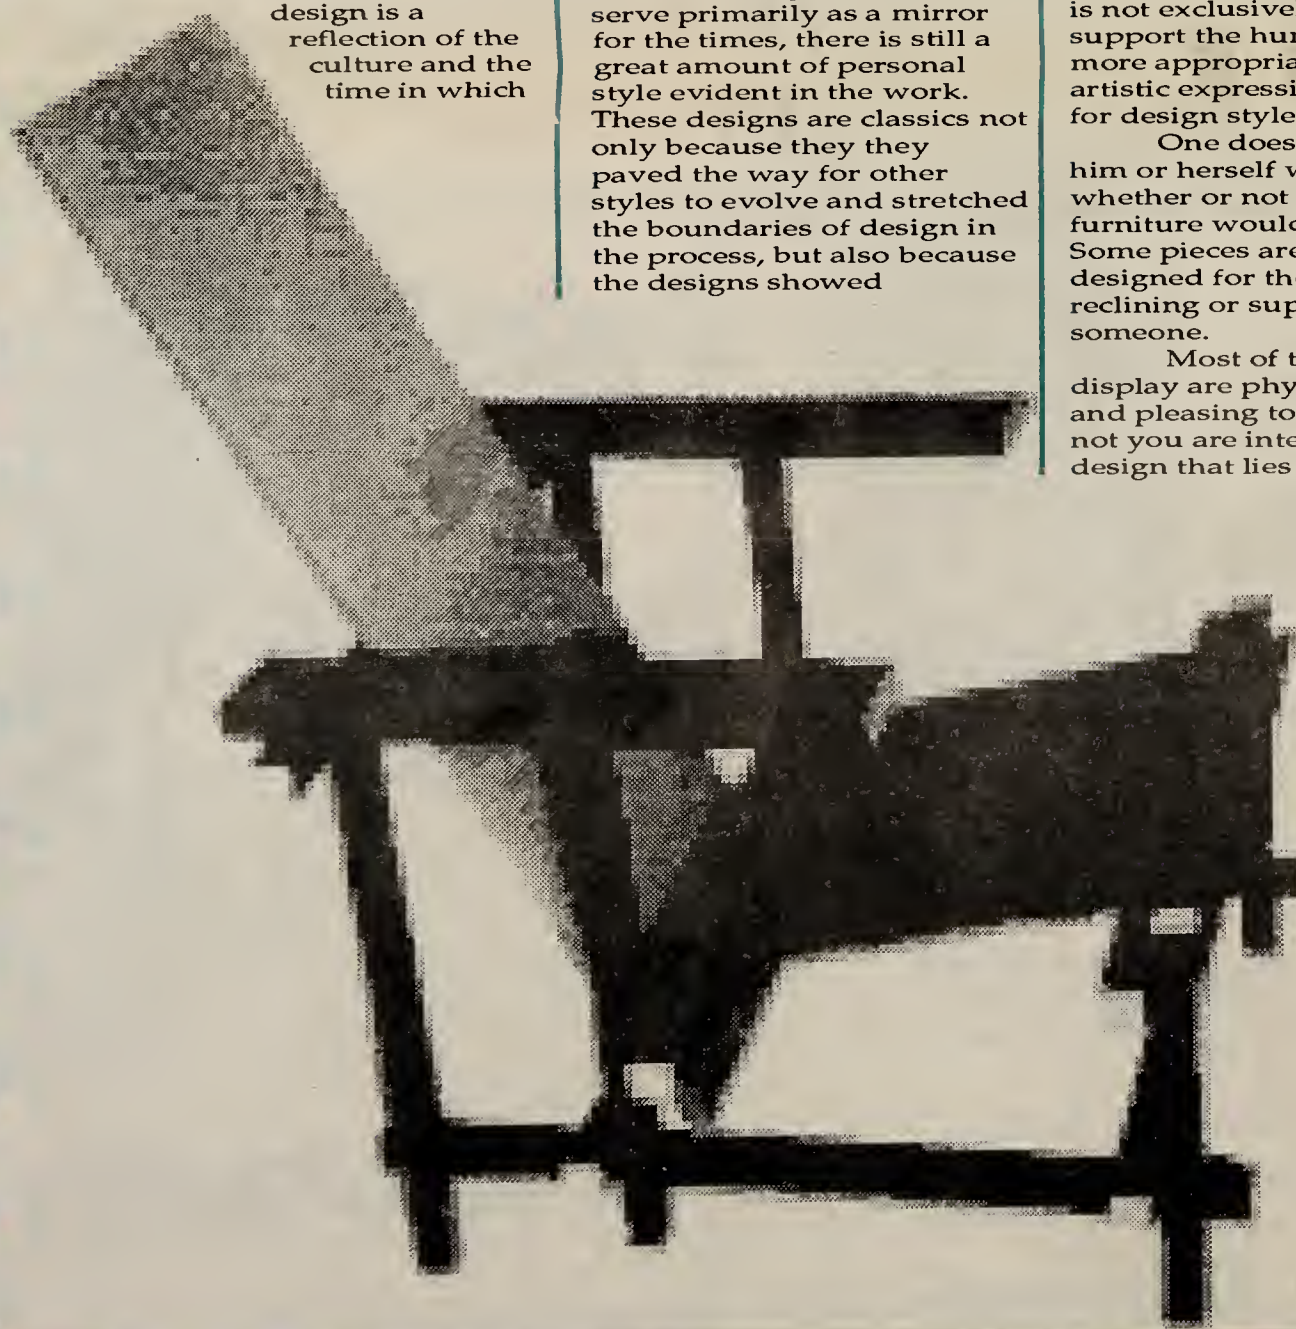 design is a
reflection of the
culture and the
time in which
serve primarily as a mirror
for the times, there is still a
great amount of personal
style evident in the work.
These designs are classics not
only because they they
paved the way for other
styles to evolve and stretched
the boundaries of design in
the process, but also because
the designs showed
is not exclusive
support the hu
more appropria
artistic expressi
for design style
One does
him or herself
whether or not
furniture would
Some pieces are
designed for the
reclining or sup
someone.
Most of t
display are phy
and pleasing to
not you are inte
design that lies